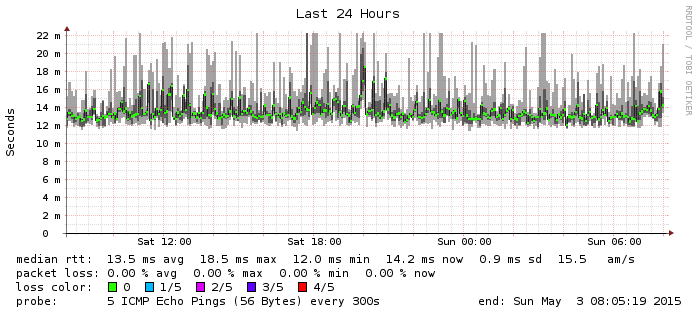 Last 24 Hours
RRDTOOL / TOBI OETIKER
Seconds
22 m
20 m
18 m
16 m
14 m
12 m
10 m
8 m
6 m
4 m
2 m
0
Sat 12:00 Sat 18:00 Sun 00:00 Sun 06:00
median rtt: 13.5 ms avg 18.5 ms max 12.0 ms min 14.2 ms now 0.9 ms sd 15.5 am/s
packet loss: 0.00 % avg 0.00 % max 0.00 % min 0.00 % now
loss color: 0 1/5 2/5 3/5 4/5
probe: 5 ICMP Echo Pings (56 Bytes) every 300s end: Sun May 3 08:05:19 2015